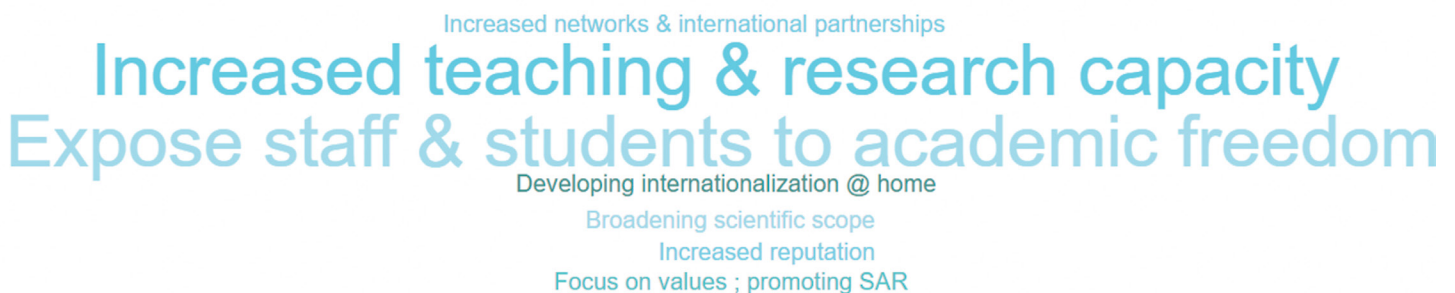 Increased networks & international partnerships
Increased teaching & research capacity
Expose staff & students to academic freedom
Developing internationalization @ home
Broadening scientific scope
Increased reputation
Focus on values ; promoting SAR